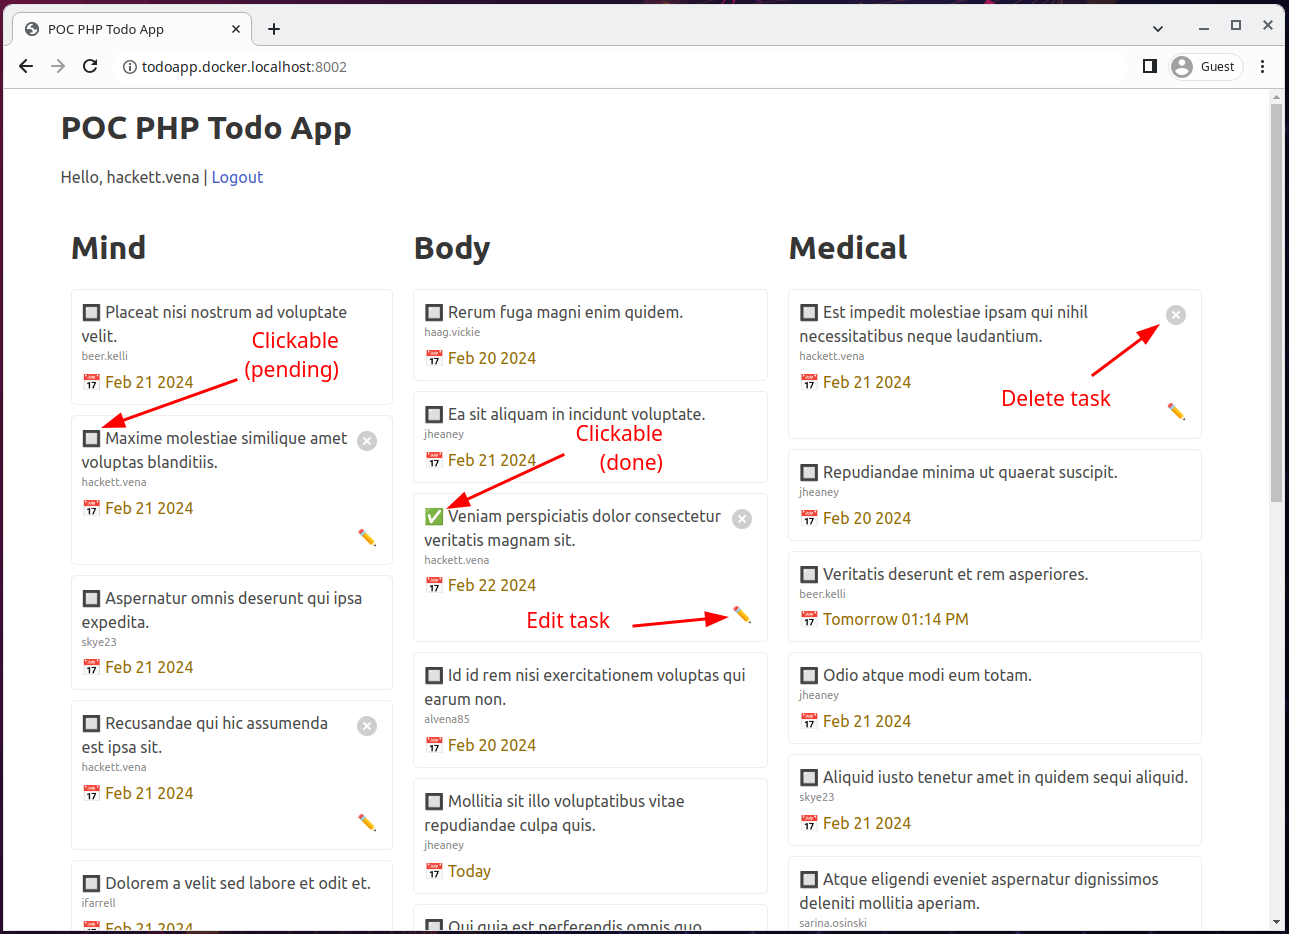 POC PHP Todo App
todoapp.docker.localhost:8002
Guest
POC PHP Todo App
Hello, hackett.vena | Logout
Mind
Placeat nisi nostrum ad voluptate
velit.
beer.kelli
Feb 21 2024
Clickable
(pending)
Maxime molestiae similique amet
voluptas blanditiis.
hackett.vena
Feb 21 2024
Aspernatur omnis deserunt qui ipsa
expedita.
skye23
Feb 21 2024
Recusandae qui hic assumenda
est ipsa sit.
hackett.vena
Feb 21 2024
Dolorem a velit sed labore et odit et.
ifarrell
Feb 21 2024
Body
Rerum fuga magni enim quidem.
haag.vickie
Feb 20 2024
Ea sit aliquam in incidunt voluptate.
jheaney
Feb 21 2024
Clickable
(done)
Veniam perspiciatis dolor consectetur
veritatis magnam sit.
hackett.vena
Feb 22 2024
Edit task
Id id rem nisi exercitationem voluptas qui
earum non.
alvena85
Feb 20 2024
Mollitia sit illo voluptatibus vitae
repudiandae culpa quis.
jheaney
Today
Qui quia est perferendis omnis quo
Medical
Est impedit molestiae ipsam qui nihil
necessitatibus neque laudantium.
hackett.vena
Feb 21 2024
Delete task
Repudiandae minima ut quaerat suscipit.
jheaney
Feb 20 2024
Veritatis deserunt et rem asperiores.
beer.kelli
Tomorrow 01:14 PM
Odio atque modi eum totam.
jheaney
Feb 21 2024
Aliquid iusto tenetur amet in quidem sequi aliquid.
skye23
Feb 21 2024
Atque eligendi eveniet aspernatur dignissimos
deleniti mollitia aperiam.
sarina.osinski